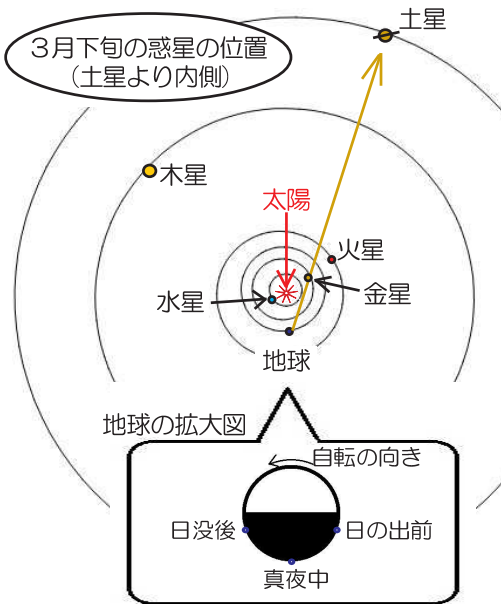 土星
3月下旬の惑星の位置
(土星より内側)
木星
太陽
火星
水星
金星
地球
地球の拡大図
自転の向き
日没後
日の出前
真夜中